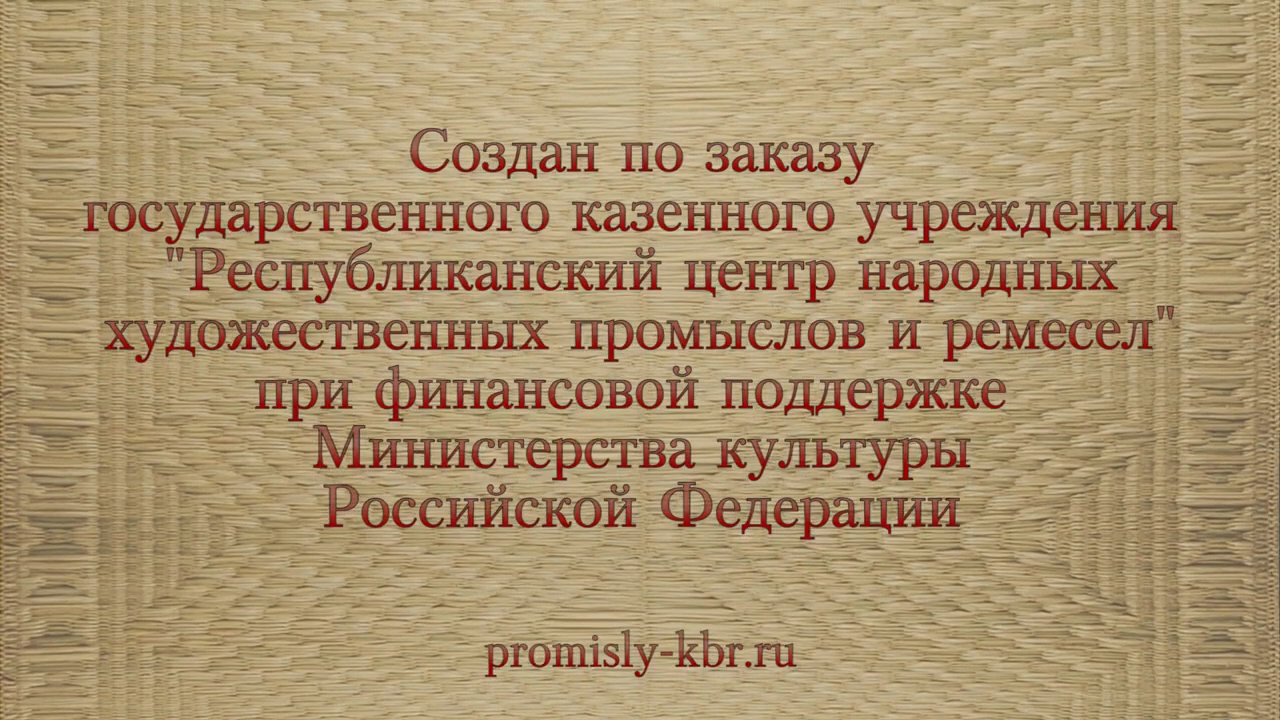 Создан по заказу
государственного казенного учреждения
"Республиканский центр народных
художественных промыслов и ремесел"
при финансовой поддержке
Министерства культуры
Российской Федерации
promisly-kbr.ru